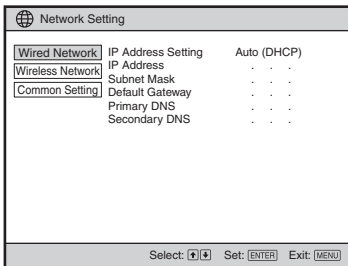 Network Setting
Wired Network
Wireless Network
Common Setting
IP Address Setting Auto (DHCP)
IP Address . . .
Subnet Mask . . .
Default Gateway . . .
Primary DNS . . .
Secondary DNS . . .
Select: Set: ENTER Exit: MENU